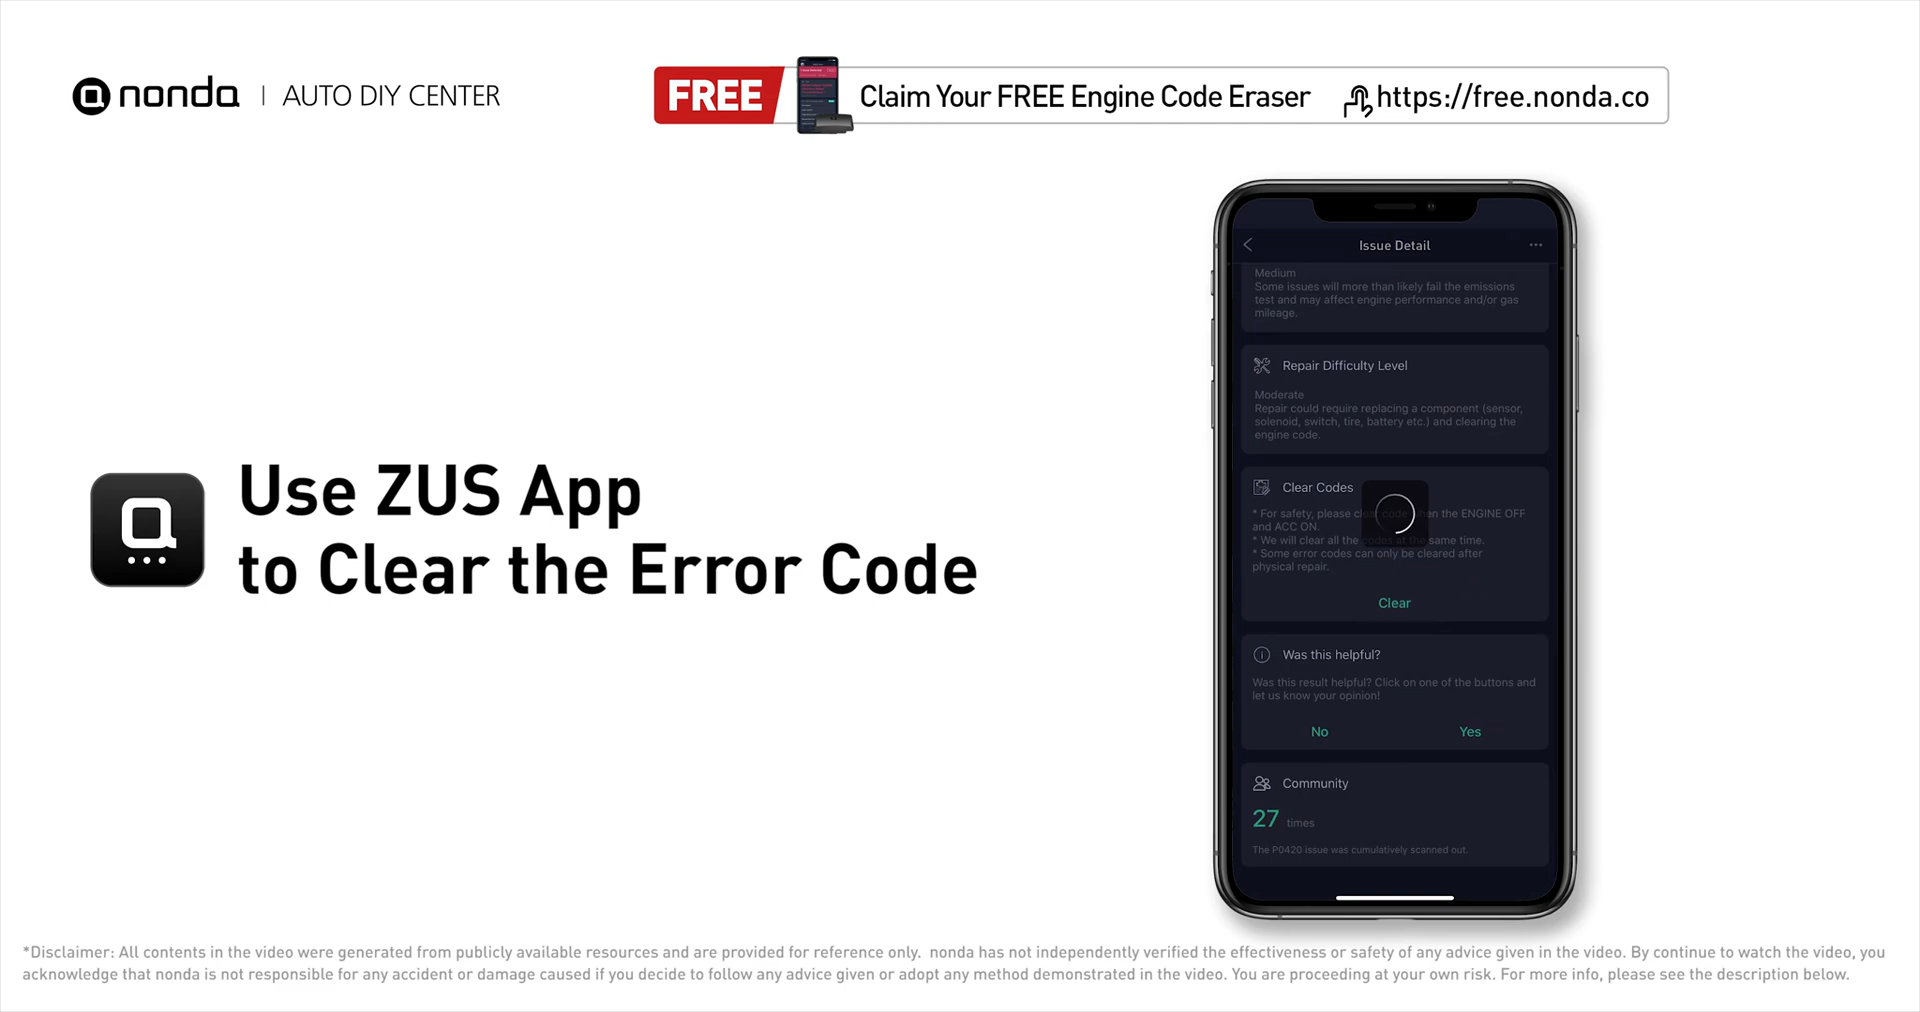 nonda | AUTO DIY CENTER
FREE Claim Your FREE Engine Code Eraser https://free.nonda.co
Use ZUS App
to Clear the Error Code
Issue Detail
Medium
Some issues will more than likely fail the emissions
test and may affect engine performance and/or gas
mileage.
Repair Difficulty Level
Moderate
Repair could require replacing a component (sensor,
solenoid, switch, tire, battery etc.) and clearing the
engine code.
Clear Codes
* For safety, please clear code when the ENGINE OFF
and ACC ON.
* We will clear all the codes at the same time.
* Some error codes can only be cleared after
physical repair.
Clear
Was this helpful?
Was this result helpful? Click on one of the buttons and
let us know your opinion!
No Yes
Community
27 times
The P0420 issue was cumulatively scanned out.
*Disclaimer: All contents in the video were generated from publicly available resources and are provided for reference only. nonda has not independently verified the effectiveness or safety of any advice given in the video. By continue to watch the video, you
acknowledge that nonda is not responsible for any accident or damage caused if you decide to follow any advice given or adopt any method demonstrated in the video. You are proceeding at your own risk. For more info, please see the description below.